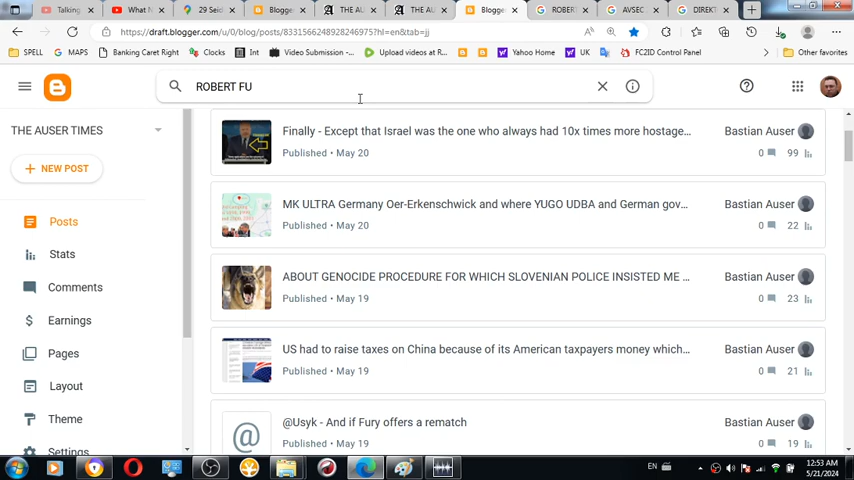 Talking
What N
29 Seid
Blogge
THE AU
THE AU
Blogge
ROBERT
AVSEC
DIREKT
https://draft.blogger.com/u/0/blog/posts/8331566248928246975?hl=en&tab=jj
SPELL
MAPS
Banking Caret Right
Clocks
Int
Video Submission -...
Upload videos at R...
Yahoo Home
UK
FC2ID Control Panel
Other favorites
ROBERT FU
THE AUSER TIMES
NEW POST
Posts
Stats
Comments
Earnings
Pages
Layout
Theme
Settings
Finally - Except that Israel was the one who always had 10x times more hostage...
Bastian Auser
Published • May 20
0 99
MK ULTRA Germany Oer-Erkenschwick and where YUGO UDBA and German gov...
Bastian Auser
Published • May 20
0 22
ABOUT GENOCIDE PROCEDURE FOR WHICH SLOVENIAN POLICE INSISTED ME ...
Bastian Auser
Published • May 19
0 23
US had to raise taxes on China because of its American taxpayers money which...
Bastian Auser
Published • May 19
0 21
@Usyk - And if Fury offers a rematch
Bastian Auser
Published • May 19
0 19
@
EN
12:53 AM
5/21/2024